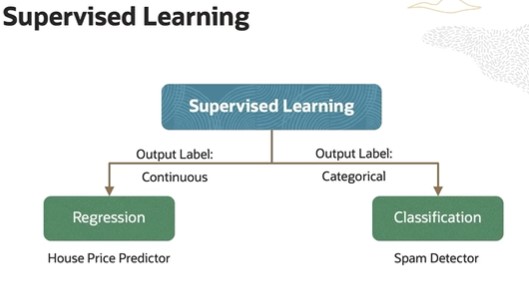 Supervised Learning
Supervised Learning
Output Label:
Continuous
Output Label:
Categorical
Regression
Classification
House Price Predictor
Spam Detector